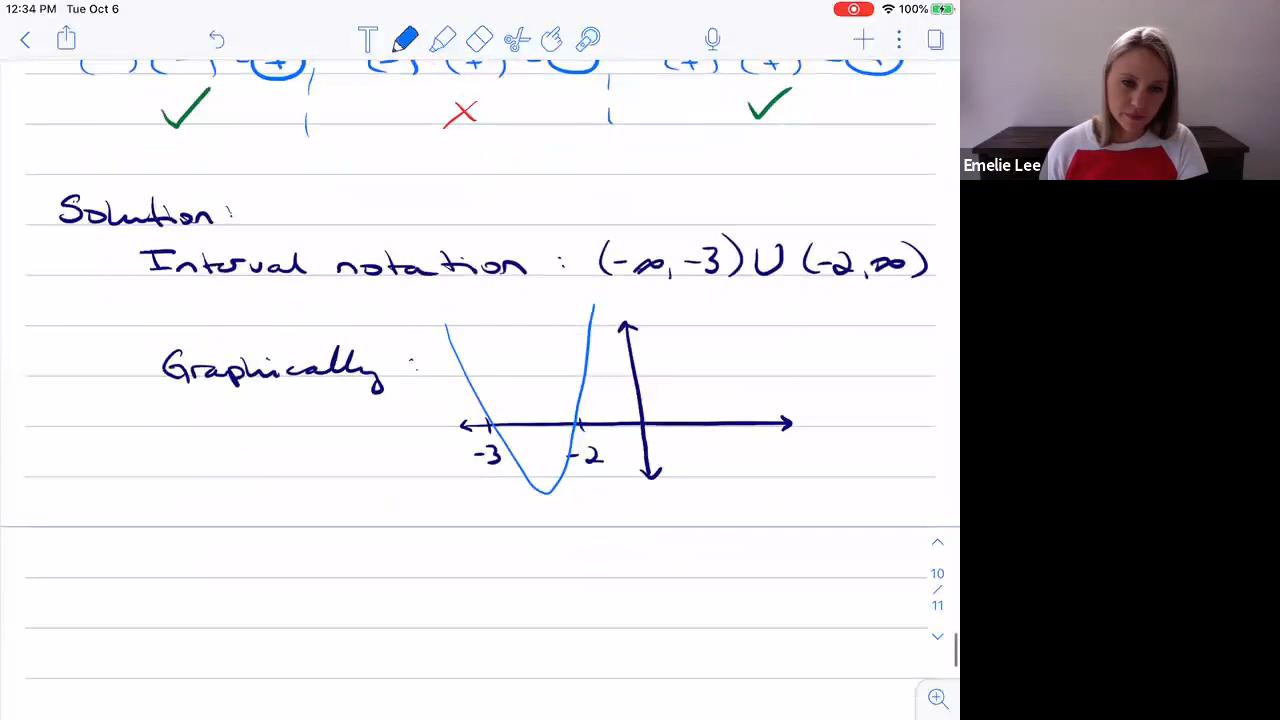 12:34 PM Tue Oct 6
100%
Emelie Lee
Solution:
Interval notation : (-∞, -3) ∪ (-2, ∞)
Graphically :
-3
-2
10
/
11